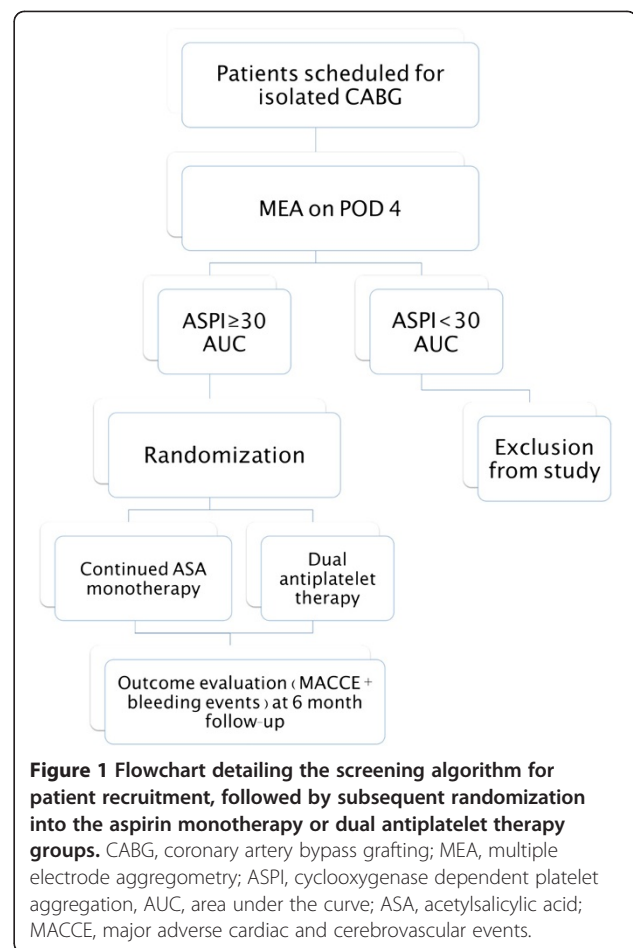 Patients scheduled for
isolated CABG
MEA on POD 4
ASPI≥30
AUC
ASPI<30
AUC
Randomization
Exclusion
from study
Continued ASA
monotherapy
Dual
antiplatelet
therapy
Outcome evaluation (MACCE +
bleeding events) at 6 month
follow-up
Figure 1 Flowchart detailing the screening algorithm for
patient recruitment, followed by subsequent randomization
into the aspirin monotherapy or dual antiplatelet therapy
groups. CABG, coronary artery bypass grafting; MEA, multiple
electrode aggregometry; ASPI, cyclooxygenase dependent platelet
aggregation, AUC, area under the curve; ASA, acetylsalicylic acid;
MACCE, major adverse cardiac and cerebrovascular events.